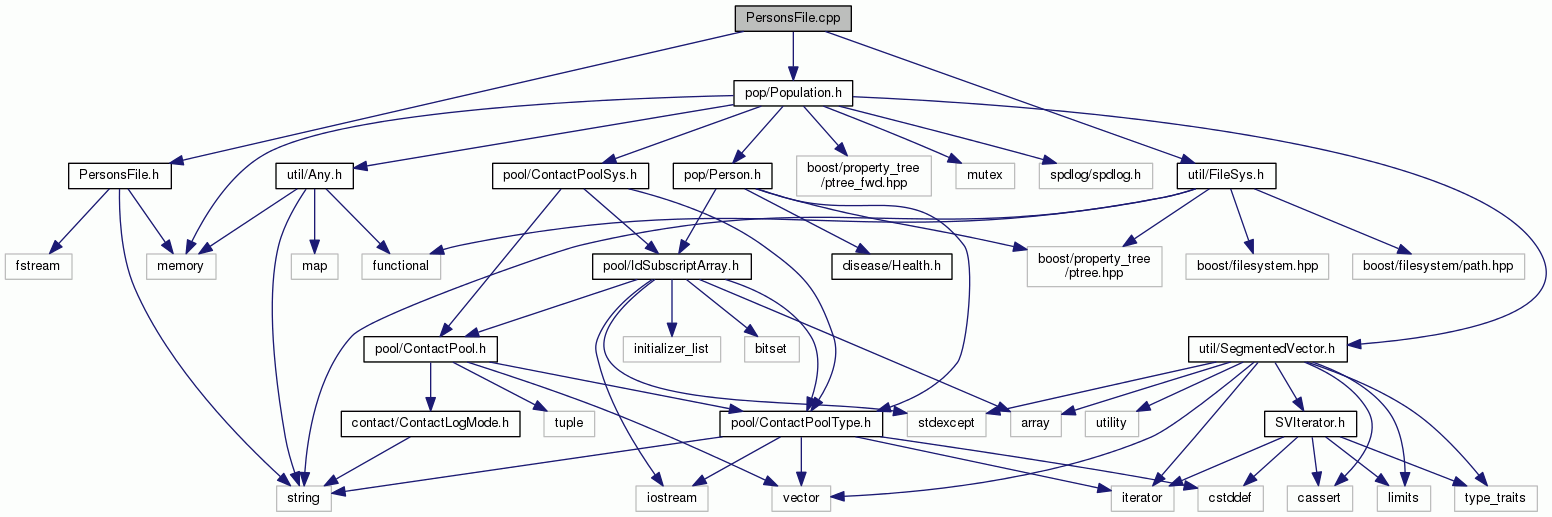 PersonsFile.cpp
pop/Population.h
PersonsFile.h
util/Any.h
pool/ContactPoolSys.h
pop/Person.h
boost/property_tree
/ptree_fwd.hpp
mutex
spdlog/spdlog.h
util/FileSys.h
fstream
memory
map
functional
pool/IdSubscriptArray.h
disease/Health.h
boost/property_tree
/ptree.hpp
boost/filesystem.hpp
boost/filesystem/path.hpp
pool/ContactPool.h
initializer_list
bitset
util/SegmentedVector.h
contact/ContactLogMode.h
tuple
pool/ContactPoolType.h
stdexcept
array
utility
SVIterator.h
string
iostream
vector
iterator
cstddef
cassert
limits
type_traits